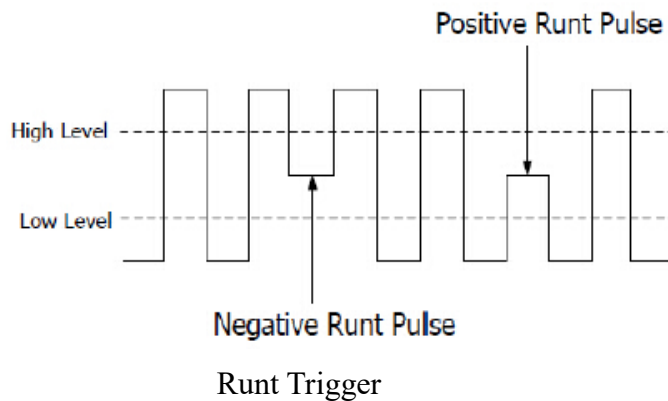 Positive Runt Pulse
High Level
Low Level
Negative Runt Pulse
Runt Trigger